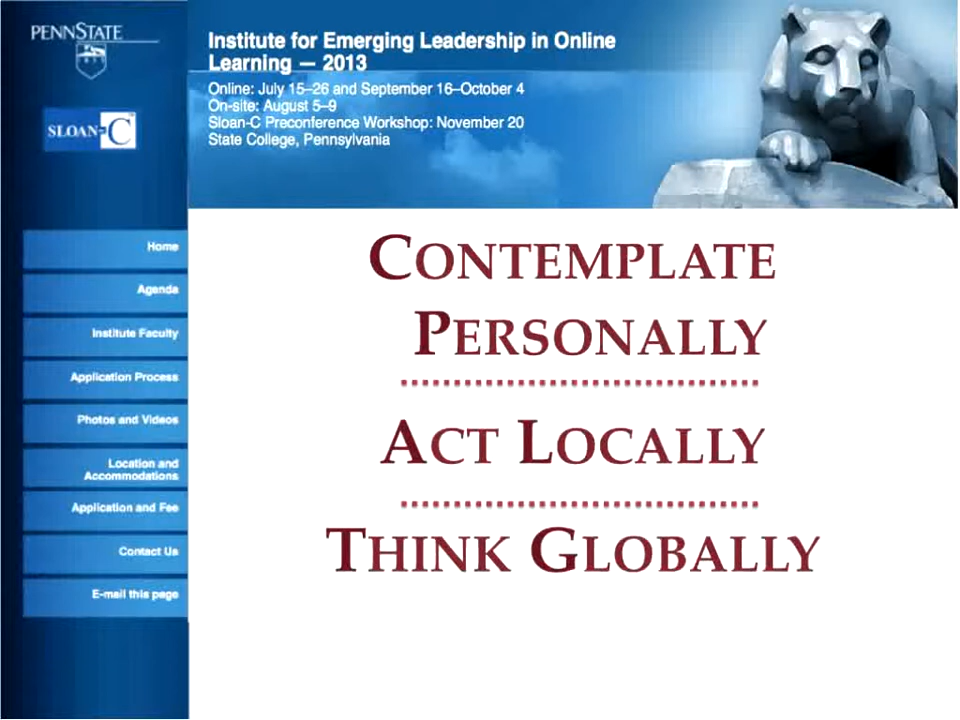 PENNSTATE
SLOAN-C
Institute for Emerging Leadership in Online
Learning — 2013
Online: July 15–26 and September 16–October 4
On-site: August 5–9
Sloan-C Preconference Workshop: November 20
State College, Pennsylvania
Home
Agenda
Institute Faculty
Application Process
Photos and Videos
Location and
Accommodations
Application and Fee
Contact Us
E-mail this page
CONTEMPLATE
PERSONALLY
ACT LOCALLY
THINK GLOBALLY